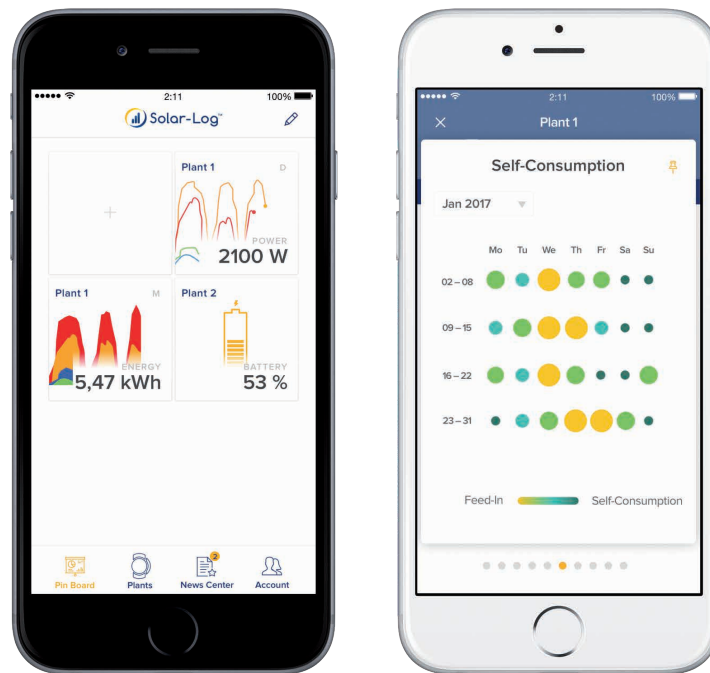 2:11
100%
Solar-Log™
Plant 1
D
POWER
2100 W
Plant 1
M
ENERGY
5,47 kWh
Plant 2
BATTERY
53 %
Pin Board
Plants
2
News Center
Account
2:11
100%
Plant 1
Self-Consumption
Jan 2017
Mo Tu We Th Fr Sa Su
02 – 08
09 – 15
16 – 22
23 – 31
Feed-In
Self-Consumption